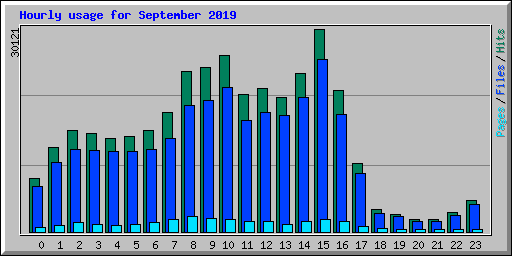 Hourly usage for September 2019
30121
Pages/Files/Hits
0 1 2 3 4 5 6 7 8 9 10 11 12 13 14 15 16 17 18 19 20 21 22 23